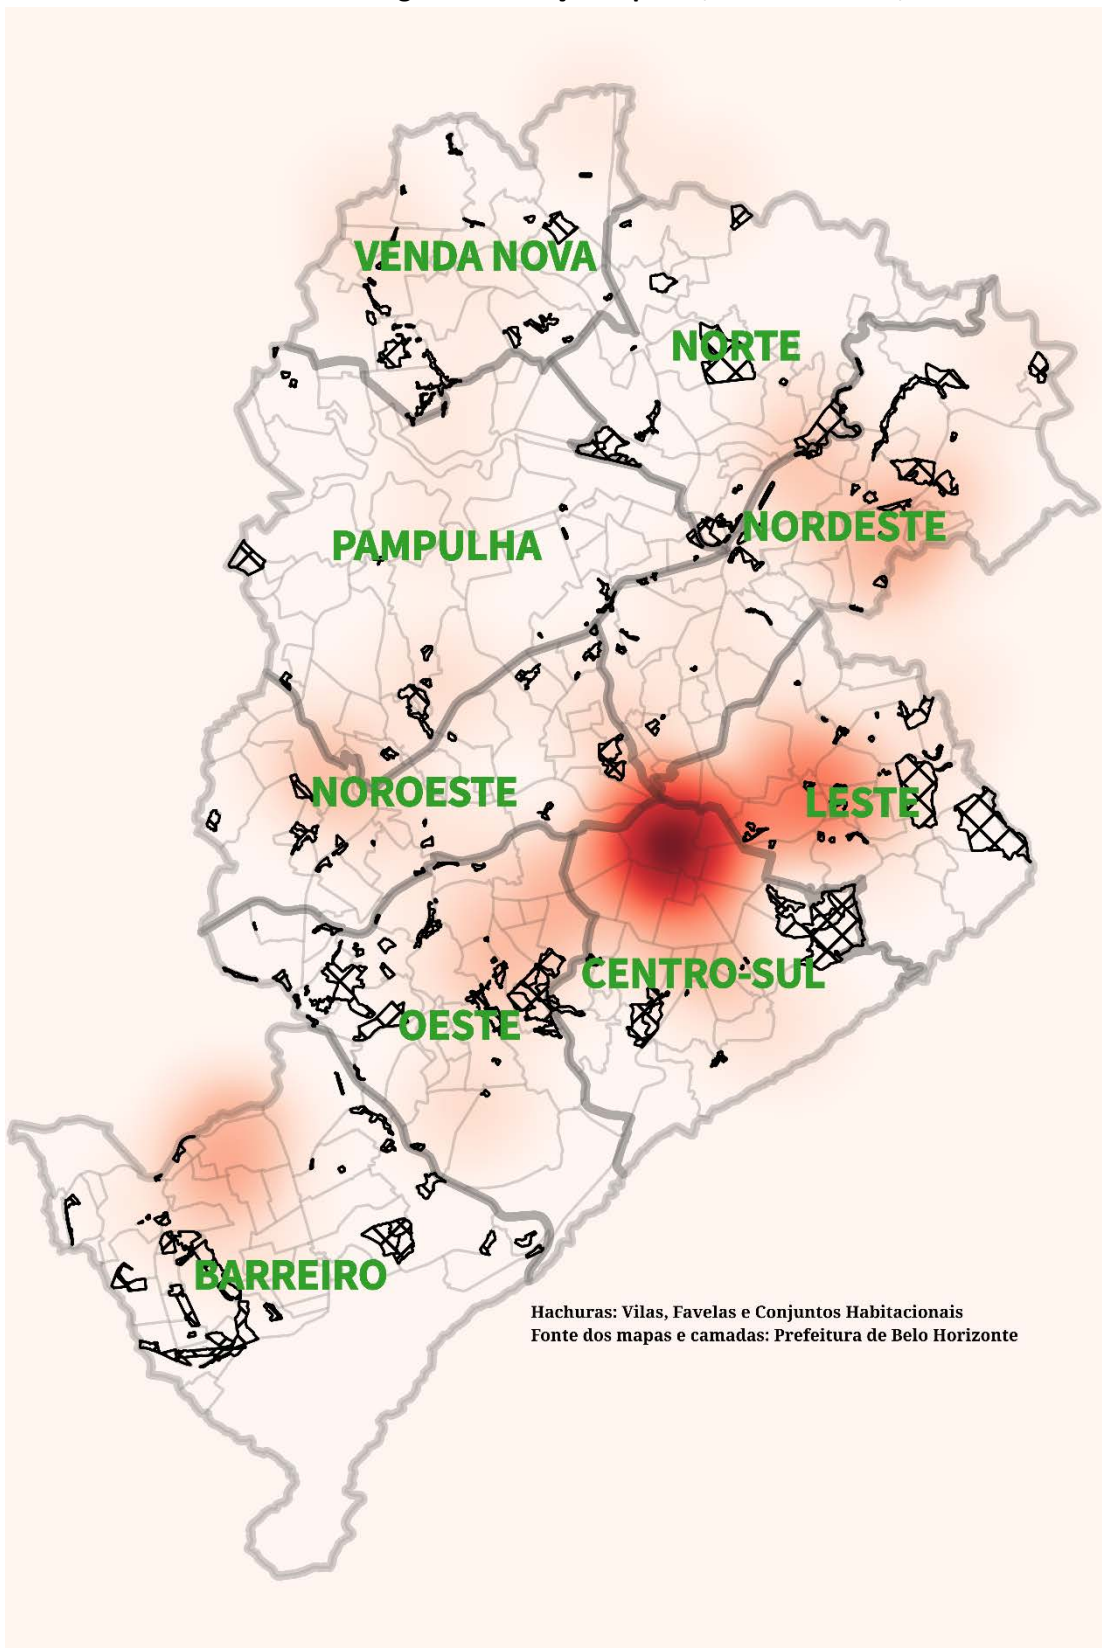 VENDA NOVA
NORTE
NORDESTE
PAMPULHA
NOROESTE
LESTE
CENTRO-SUL
OESTE
BARREIRO
Hachuras: Vilas, Favelas e Conjuntos Habitacionais
Fonte dos mapas e camadas: Prefeitura de Belo Horizonte